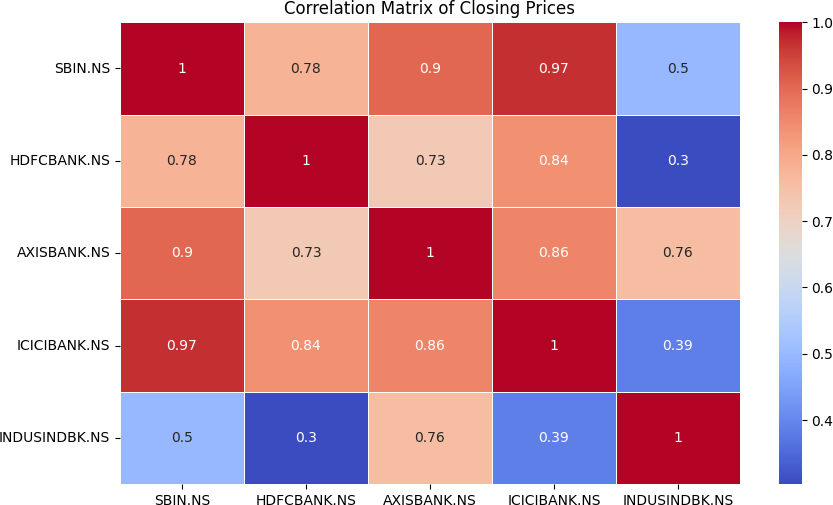 Correlation Matrix of Closing Prices
SBIN.NS 1 0.78 0.9 0.97 0.5
HDFCBANK.NS 0.78 1 0.73 0.84 0.3
AXISBANK.NS 0.9 0.73 1 0.86 0.76
ICICIBANK.NS 0.97 0.84 0.86 1 0.39
INDUSINDBK.NS 0.5 0.3 0.76 0.39 1
SBIN.NS HDFCBANK.NS AXISBANK.NS ICICIBANK.NS INDUSINDBK.NS
1.0
0.9
0.8
0.7
0.6
0.5
0.4